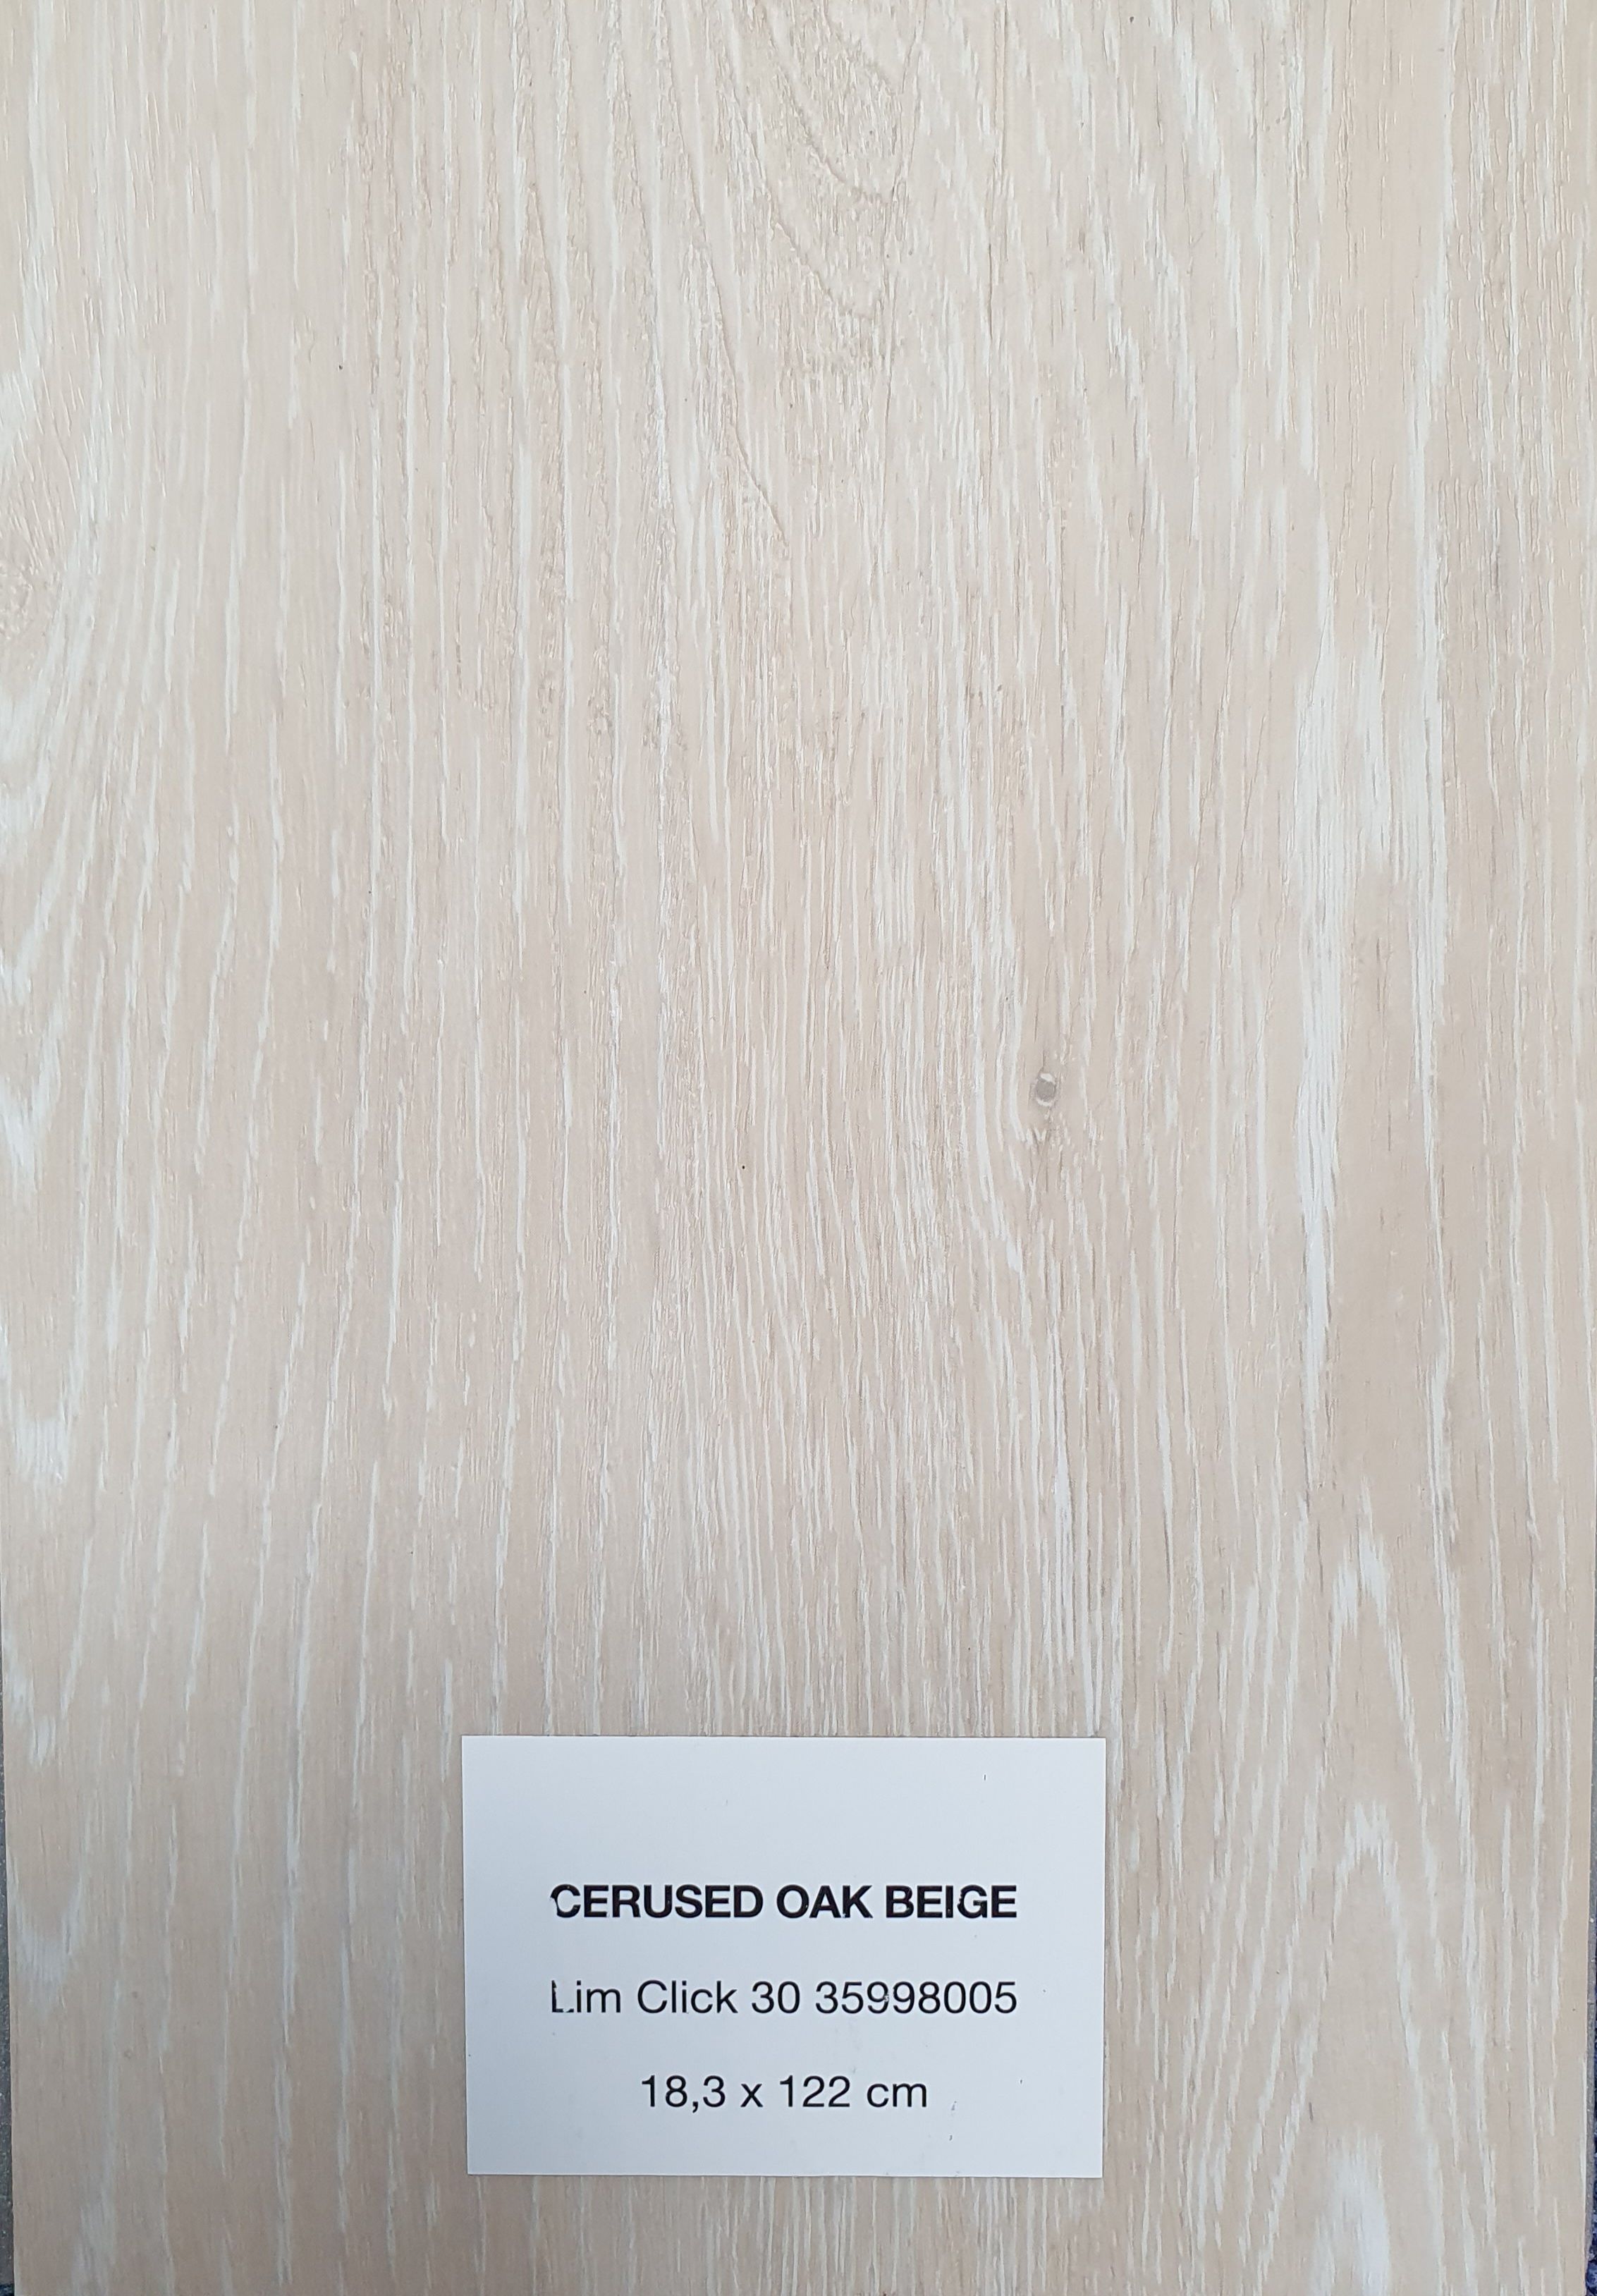 CERUSED OAK BEIGE
Lim Click 30 35998005
18,3 x 122 cm